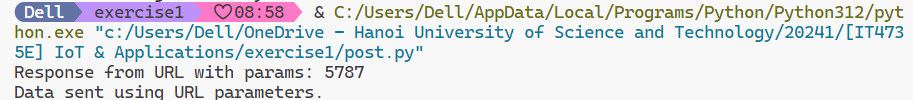 Dell exercise1 ♡08:58 & C:/Users/Dell/AppData/Local/Programs/Python/Python312/pyt
hon.exe "c:/Users/Dell/OneDrive - Hanoi University of Science and Technology/20241/[IT473
5E] IoT & Applications/exercise1/post.py"
Response from URL with params: 5787
Data sent using URL parameters.